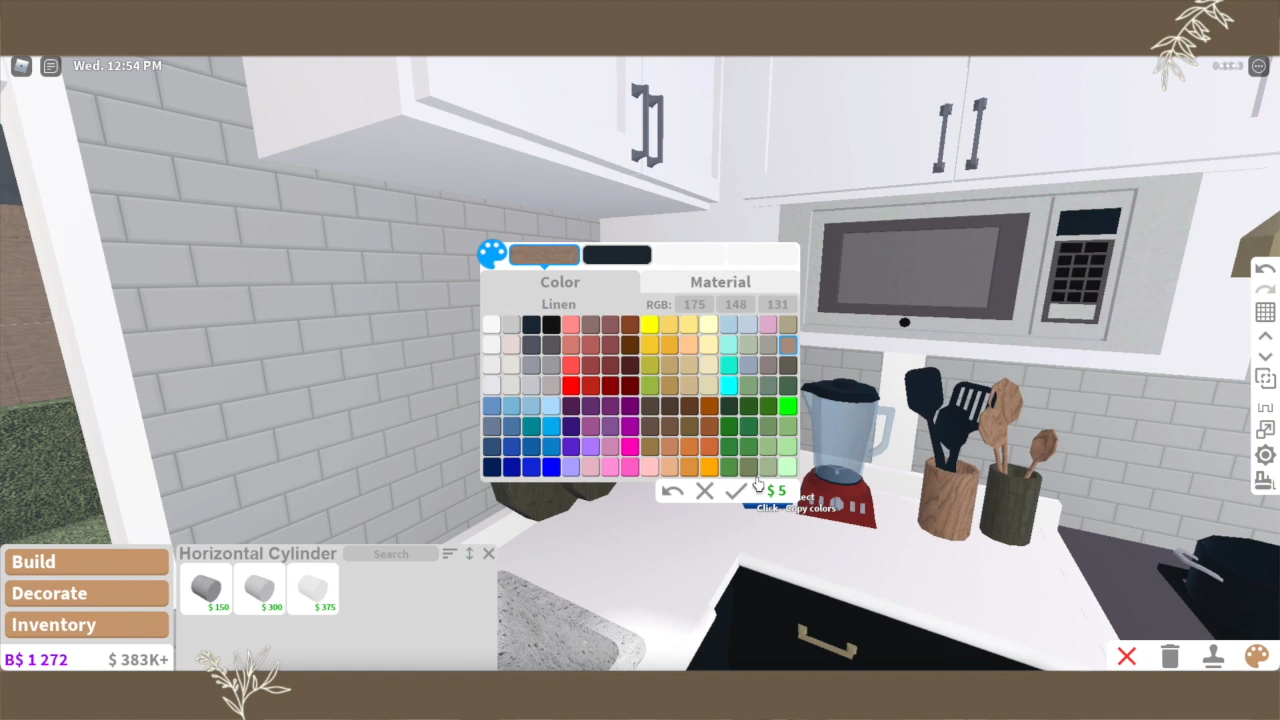 Wed. 12:54 PM
Color
Material
Linen
RGB: 175 148 131
$ 5
Click Copy colors
Build
Decorate
Inventory
B$ 1 272
$ 383K+
Horizontal Cylinder
Search
$ 150
$ 300
$ 375